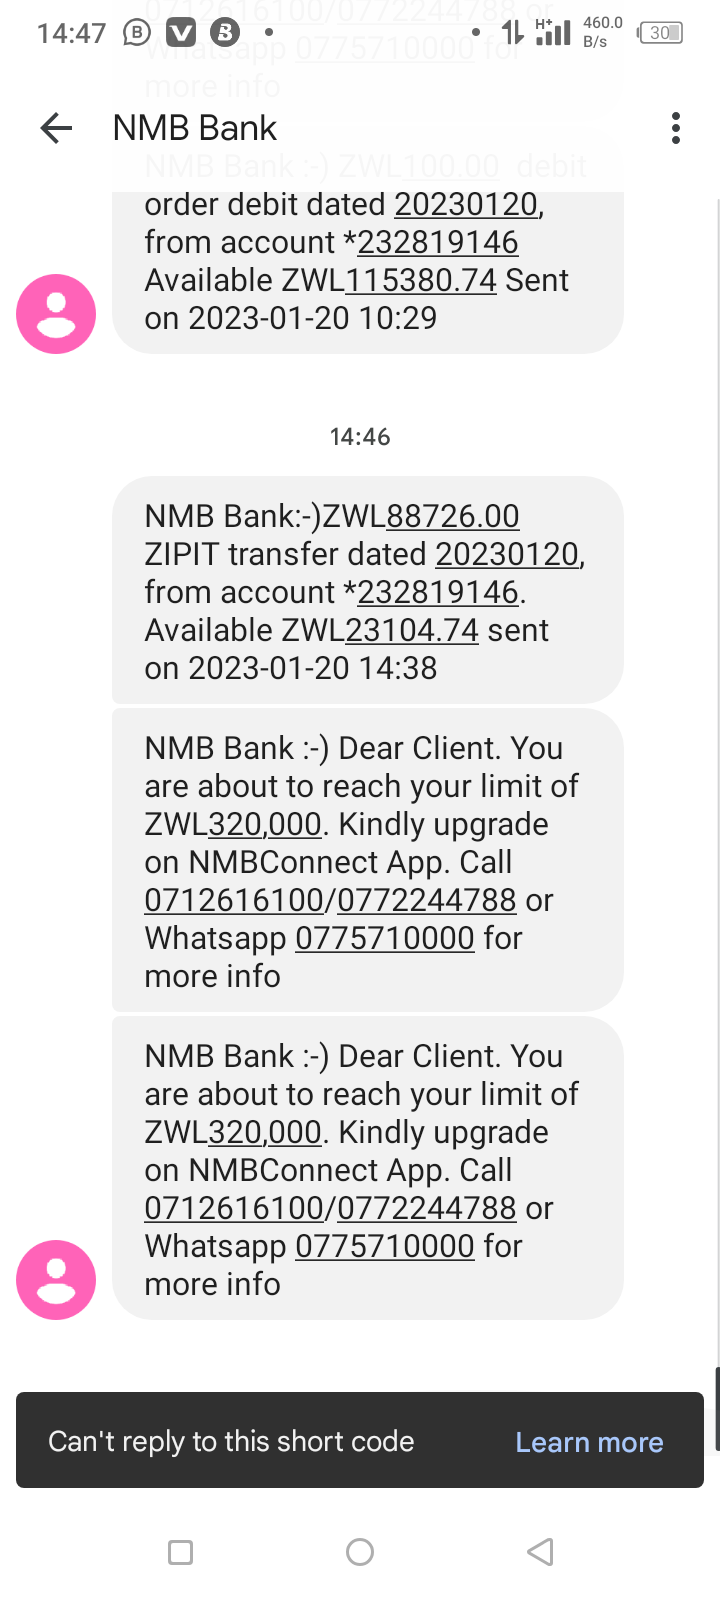 14:47
460.0
H+
B/s
30
0712616100/0772244788 or
Whatsapp 0775710000 for
more info
NMB Bank
NMB Bank :-) ZWL100.00 debit
order debit dated 20230120,
from account *232819146
Available ZWL115380.74 Sent
on 2023-01-20 10:29
14:46
NMB Bank:-)ZWL88726.00
ZIPIT transfer dated 20230120,
from account *232819146.
Available ZWL23104.74 sent
on 2023-01-20 14:38
NMB Bank :-) Dear Client. You
are about to reach your limit of
ZWL320,000. Kindly upgrade
on NMBConnect App. Call
0712616100/0772244788 or
Whatsapp 0775710000 for
more info
NMB Bank :-) Dear Client. You
are about to reach your limit of
ZWL320,000. Kindly upgrade
on NMBConnect App. Call
0712616100/0772244788 or
Whatsapp 0775710000 for
more info
Can't reply to this short code
Learn more